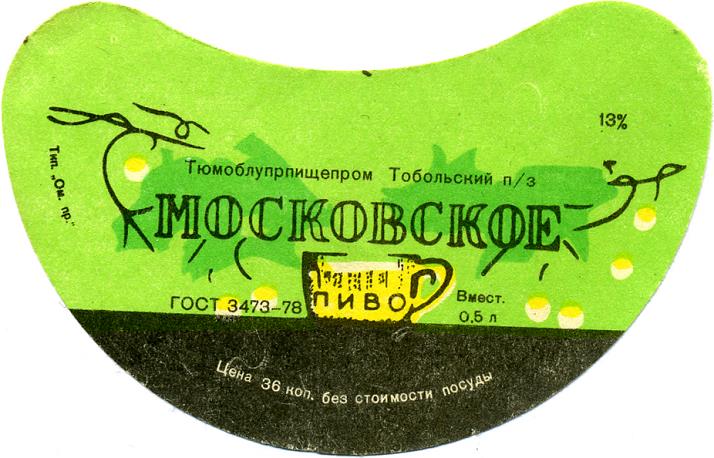 13%
Тип. „Ом. пр."
Тюмоблупрпищепром Тобольский п/з
МОСКОВСКОЕ
ПИВО
ГОСТ 3473-78
Вмест.
0,5 л
Цена 36 коп. без стоимости посуды